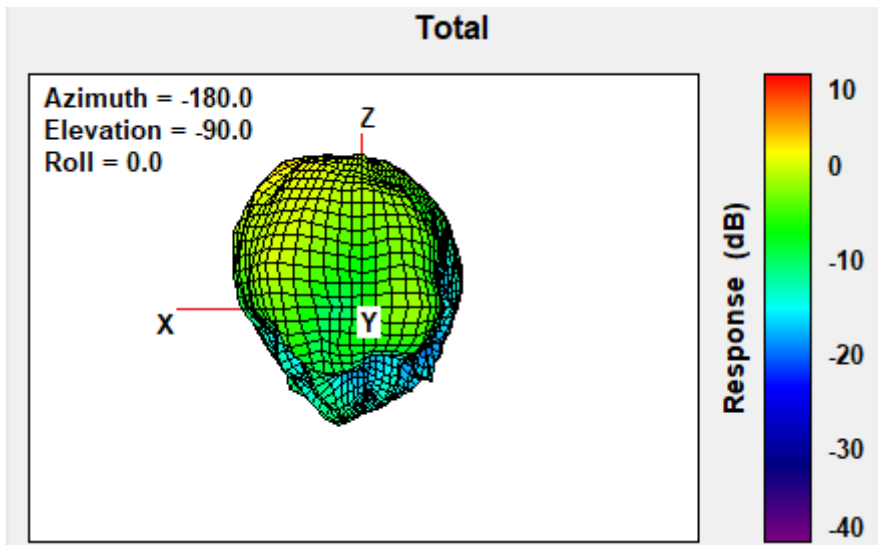 Total
Azimuth = -180.0
Elevation = -90.0
Roll = 0.0
Z
X
Y
Response (dB)
10
0
-10
-20
-30
-40